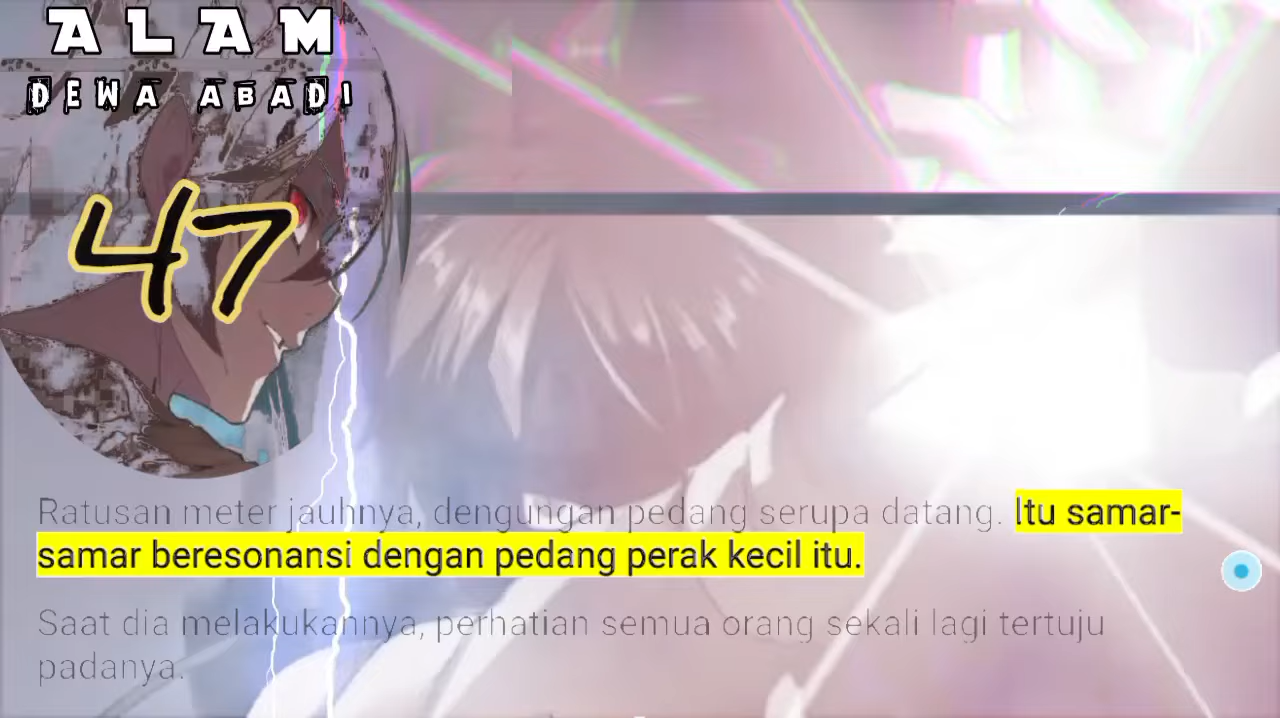 ALAM
DEWA ABADI
47
Ratusan meter jauhnya, dengungan pedang serupa datang. Itu samar-
samar beresonansi dengan pedang perak kecil itu.
Saat dia melakukannya, perhatian semua orang sekali lagi tertuju
padanya.